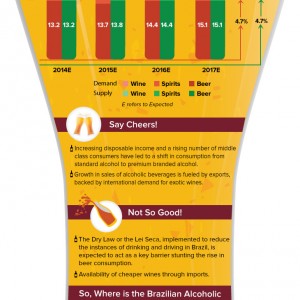 13.2 13.2 13.7 13.8 14.4 14.4 15.1 15.1 4.7% 4.7%
2014E 2015E 2016E 2017E
Demand Wine Spirits Beer
Supply Wine Spirits Beer
E refers to Expected
Say Cheers!
Increasing disposable income and a rising number of middle
class consumers have led to a shift in consumption from
standard alcohol to premium branded alcohol.
Growth in sales of alcoholic beverages is fueled by exports,
backed by international demand for exotic wines.
Not So Good!
The Dry Law or the Lei Seca, implemented to reduce
the instances of drinking and driving in Brazil, is
expected to act as a key barrier stunting the rise in
beer consumption.
Availability of cheaper wines through imports.
So, Where is the Brazilian Alcoholic